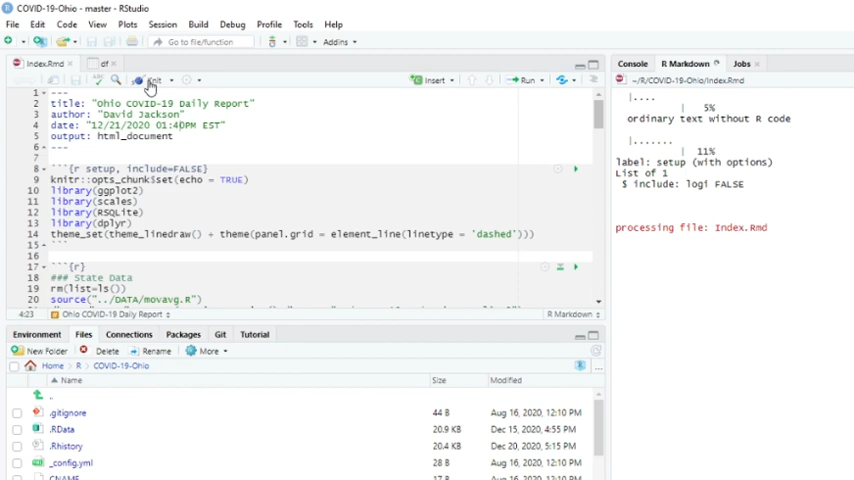 COVID-19-Ohio - master - RStudio
File Edit Code View Plots Session Build Debug Profile Tools Help
Go to file/function Addins
Index.Rmd df
Knit Insert Run
1 ---
2 title: "Ohio COVID-19 Daily Report"
3 author: "David Jackson"
4 date: "12/21/2020 01:40PM EST"
5 output: html_document
6 ---
7
8 ```{r setup, include=FALSE}
9 knitr::opts_chunk$set(echo = TRUE)
10 library(ggplot2)
11 library(scales)
12 library(RSQLite)
13 library(dplyr)
14 theme_set(theme_linedraw() + theme(panel.grid = element_line(linetype = 'dashed')))
15 ```
16
17 ```{r}
18 ### State Data
19 rm(list=ls())
20 source("../DATA/movavg.R")
4:23 Ohio COVID-19 Daily Report R Markdown
Environment Files Connections Packages Git Tutorial
New Folder Delete Rename More
Home R COVID-19-Ohio
Name Size Modified
..
.gitignore 44 B Aug 16, 2020, 12:10 PM
.RData 20.9 KB Dec 15, 2020, 4:55 PM
.Rhistory 20.4 KB Dec 20, 2020, 5:15 PM
_config.yml 28 B Aug 16, 2020, 12:10 PM
CNAME 17 B Aug 16, 2020, 12:10 PM
Console R Markdown Jobs
~/R/COVID-19-Ohio/Index.Rmd
|....
| 5%
ordinary text without R code
|.......
| 11%
label: setup (with options)
List of 1
$ include: logi FALSE
processing file: Index.Rmd